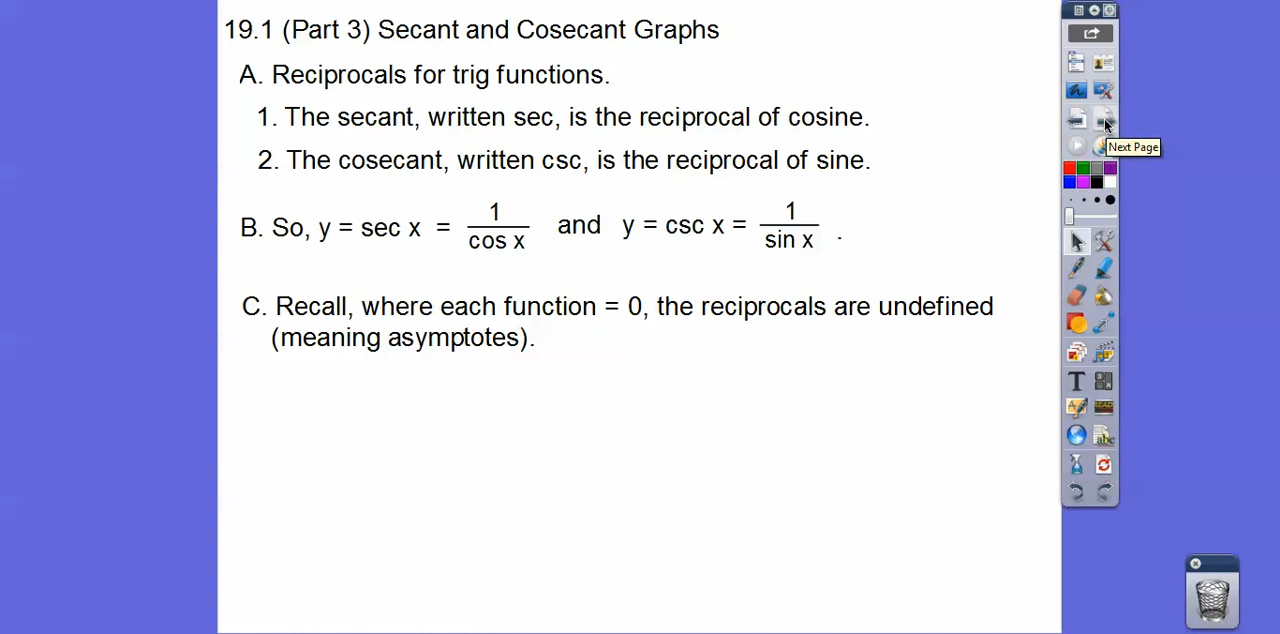 19.1 (Part 3) Secant and Cosecant Graphs
A. Reciprocals for trig functions.
1. The secant, written sec, is the reciprocal of cosine.
2. The cosecant, written csc, is the reciprocal of sine.
Next Page
B. So, y = sec x = 1/cos x and y = csc x = 1/sin x .
C. Recall, where each function = 0, the reciprocals are undefined
(meaning asymptotes).
T
abc